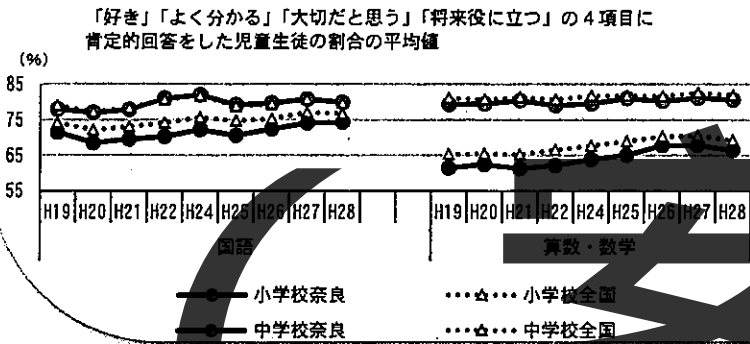 「好き」「よく分かる」「大切だと思う」「将来役に立つ」の4項目に
肯定的回答をした児童生徒の割合の平均値
(%)
85
75
65
55
H19 H20 H21 H22 H24 H25 H26 H27 H28 H19 H20 H21 H22 H24 H25 H26 H27 H28
国語 算数・数学
小学校奈良 小学校全国
中学校奈良 中学校全国